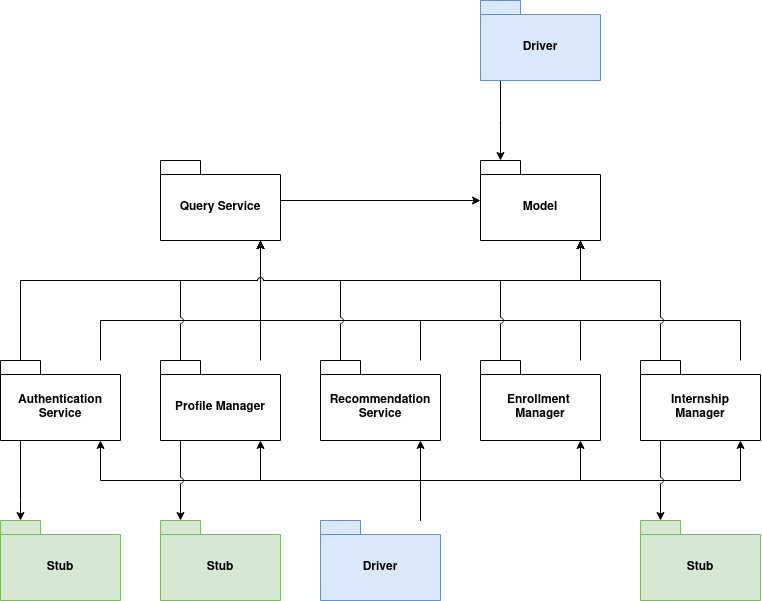 Driver
Query Service
Model
Authentication
Service
Profile Manager
Recommendation
Service
Enrollment
Manager
Internship
Manager
Stub
Stub
Driver
Stub